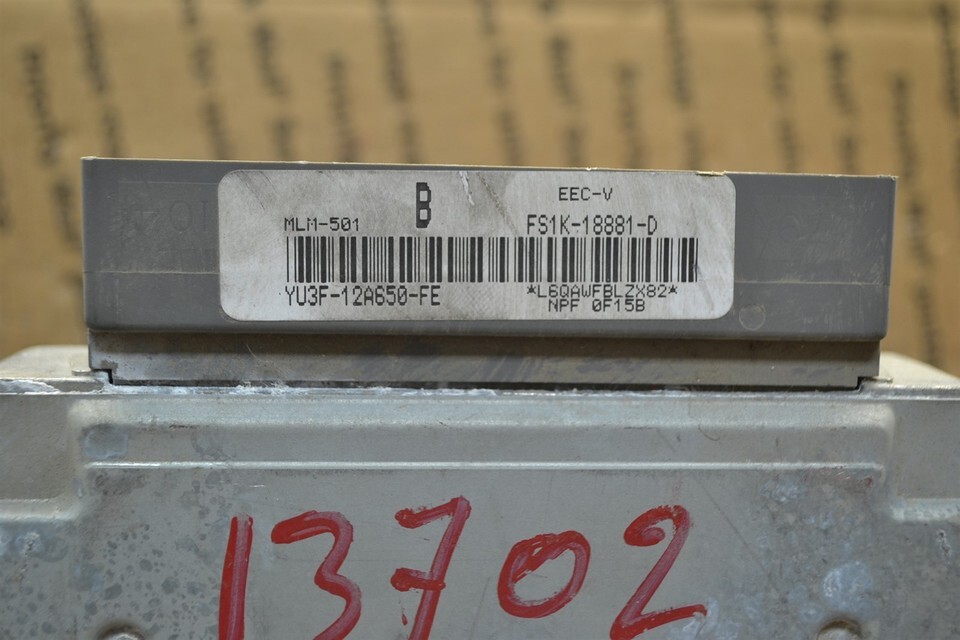 B
EEC-V
MLM-501
FS1K-18881-D
YU3F-12A650-FE
*L6QAWFBLZX82*
NPF 0F15B
13702